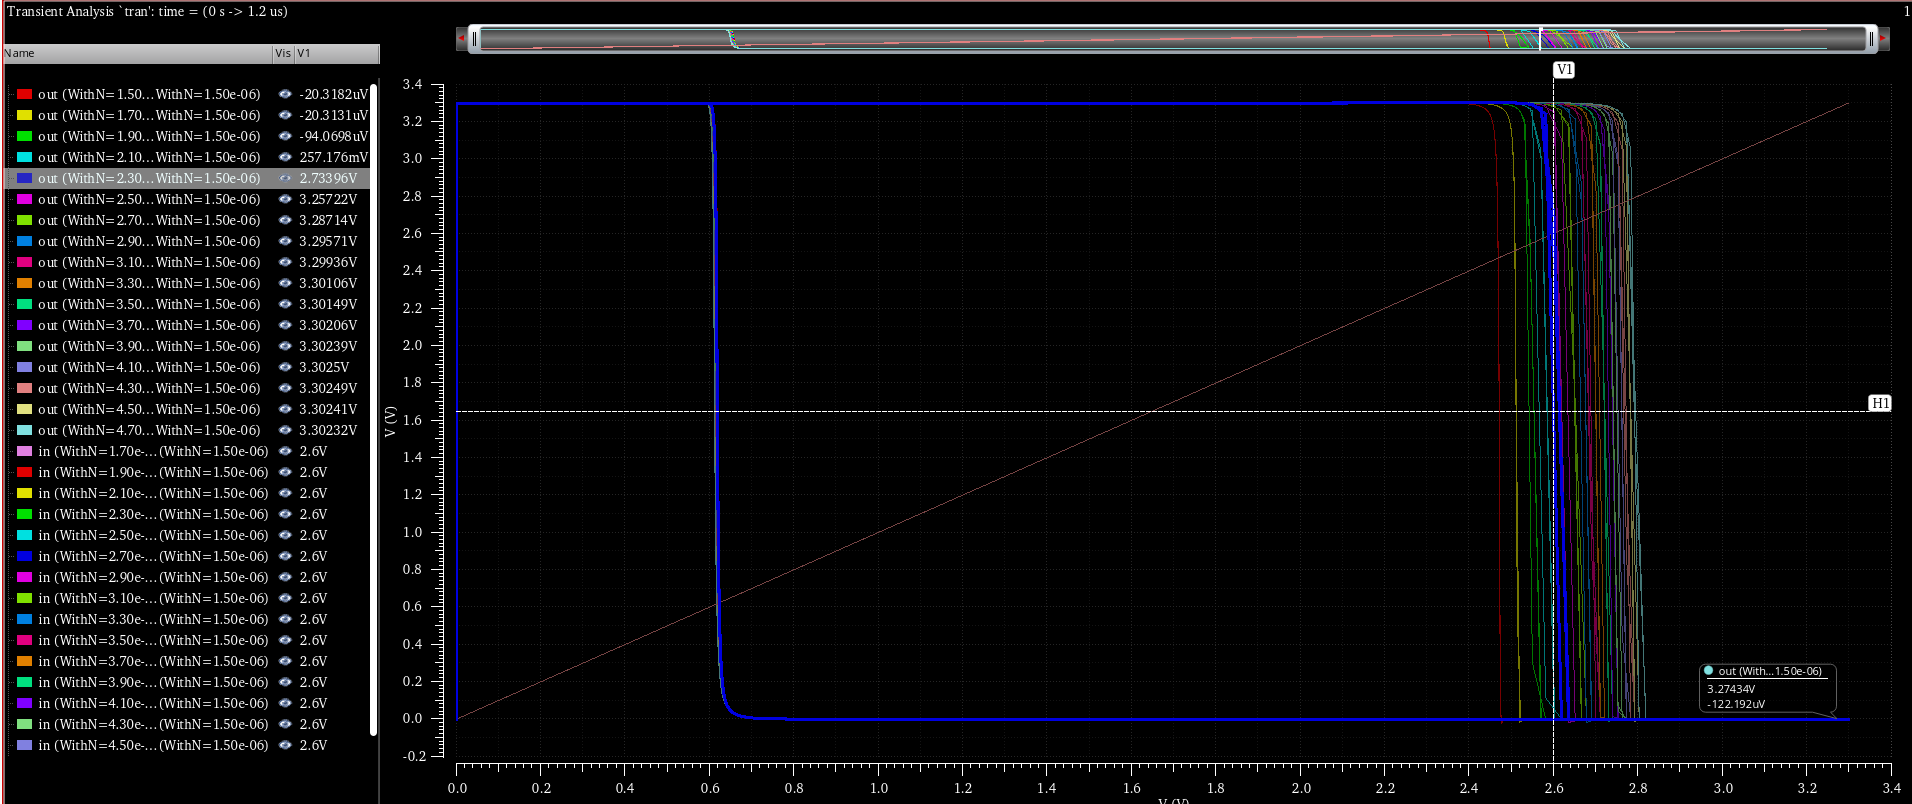 Transient Analysis `tran': time = (0 s -> 1.2 us)
1
Name Vis V1
out (WithN=1.50...WithN=1.50e-06) -20.3182uV
out (WithN=1.70...WithN=1.50e-06) -20.3131uV
out (WithN=1.90...WithN=1.50e-06) -94.0698uV
out (WithN=2.10...WithN=1.50e-06) 257.176mV
out (WithN=2.30...WithN=1.50e-06) 2.73396V
out (WithN=2.50...WithN=1.50e-06) 3.25722V
out (WithN=2.70...WithN=1.50e-06) 3.28714V
out (WithN=2.90...WithN=1.50e-06) 3.29571V
out (WithN=3.10...WithN=1.50e-06) 3.29936V
out (WithN=3.30...WithN=1.50e-06) 3.30106V
out (WithN=3.50...WithN=1.50e-06) 3.30149V
out (WithN=3.70...WithN=1.50e-06) 3.30206V
out (WithN=3.90...WithN=1.50e-06) 3.30239V
out (WithN=4.10...WithN=1.50e-06) 3.3025V
out (WithN=4.30...WithN=1.50e-06) 3.30249V
out (WithN=4.50...WithN=1.50e-06) 3.30241V
out (WithN=4.70...WithN=1.50e-06) 3.30232V
in (WithN=1.70e-...(WithN=1.50e-06) 2.6V
in (WithN=1.90e-...(WithN=1.50e-06) 2.6V
in (WithN=2.10e-...(WithN=1.50e-06) 2.6V
in (WithN=2.30e-...(WithN=1.50e-06) 2.6V
in (WithN=2.50e-...(WithN=1.50e-06) 2.6V
in (WithN=2.70e-...(WithN=1.50e-06) 2.6V
in (WithN=2.90e-...(WithN=1.50e-06) 2.6V
in (WithN=3.10e-...(WithN=1.50e-06) 2.6V
in (WithN=3.30e-...(WithN=1.50e-06) 2.6V
in (WithN=3.50e-...(WithN=1.50e-06) 2.6V
in (WithN=3.70e-...(WithN=1.50e-06) 2.6V
in (WithN=3.90e-...(WithN=1.50e-06) 2.6V
in (WithN=4.10e-...(WithN=1.50e-06) 2.6V
in (WithN=4.30e-...(WithN=1.50e-06) 2.6V
in (WithN=4.50e-...(WithN=1.50e-06) 2.6V
V1
3.4
3.2
3.0
2.8
2.6
2.4
2.2
2.0
1.8
1.6
1.4
1.2
1.0
0.8
0.6
0.4
0.2
0.0
-0.2
V (V)
H1
out (With...1.50e-06)
3.27434V
-122.192uV
0.0 0.2 0.4 0.6 0.8 1.0 1.2 1.4 1.6 1.8 2.0 2.2 2.4 2.6 2.8 3.0 3.2 3.4
V (V)